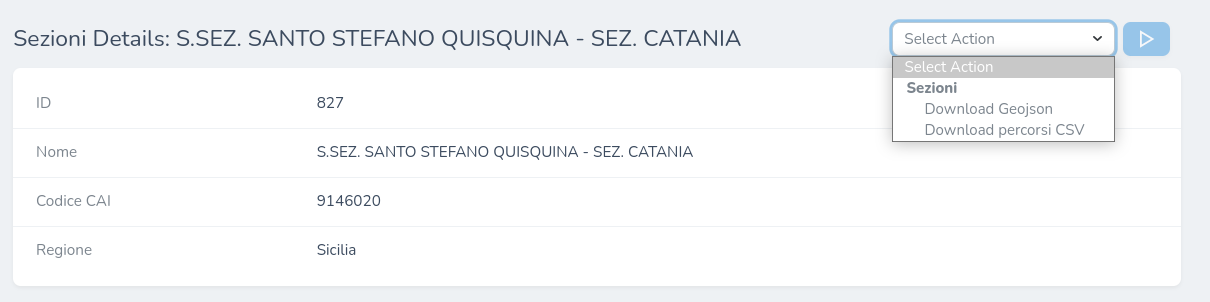 Sezioni Details: S.SEZ. SANTO STEFANO QUISQUINA - SEZ. CATANIA
Select Action
Select Action
Sezioni
Download Geojson
Download percorsi CSV
ID 827
Nome S.SEZ. SANTO STEFANO QUISQUINA - SEZ. CATANIA
Codice CAI 9146020
Regione Sicilia